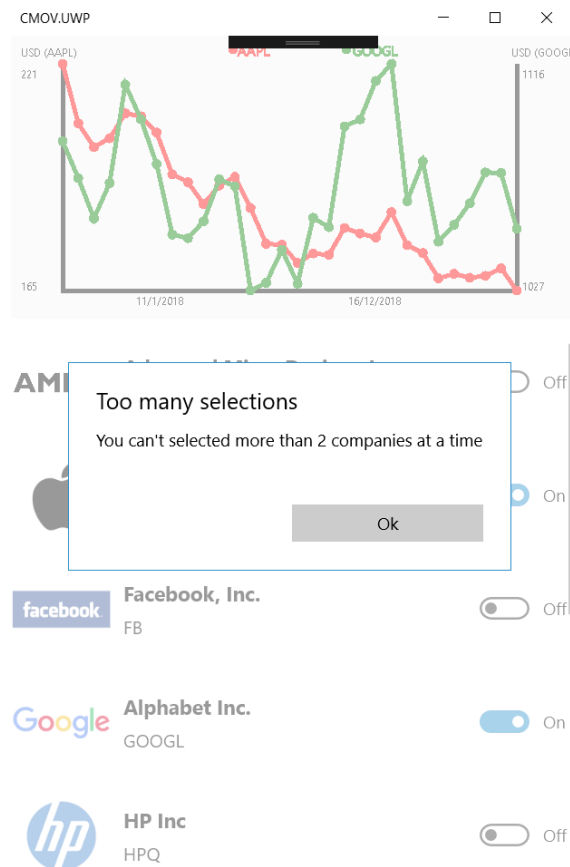 CMOV.UWP
USD (AAPL)
AAPL
GOOGL
USD (GOOG
221
1116
165
1027
11/1/2018
16/12/2018
Off
Too many selections
You can't selected more than 2 companies at a time
On
Ok
facebook
Facebook, Inc.
FB
Off
Google
Alphabet Inc.
GOOGL
On
hp
HP Inc
HPQ
Off